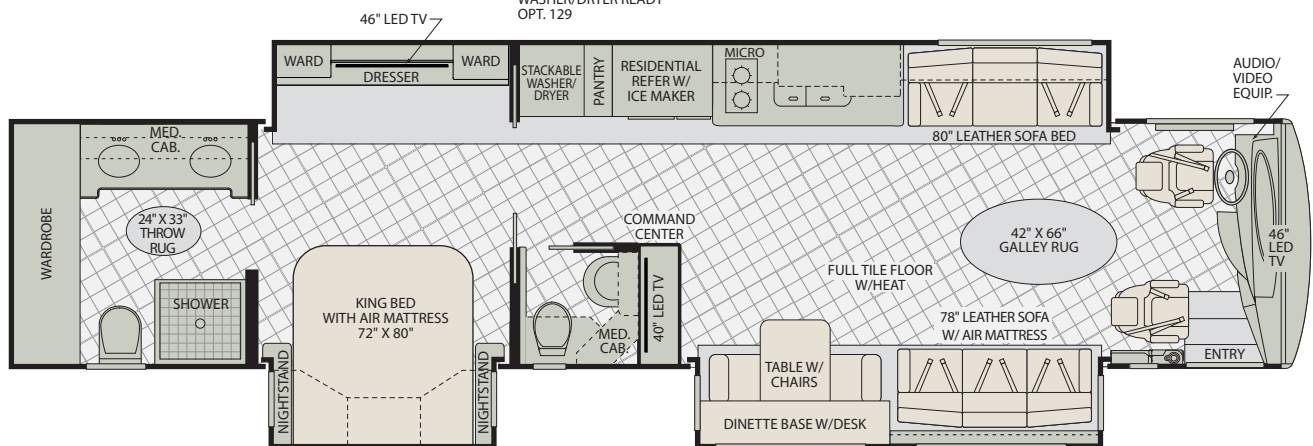 WASHER/DRYER READY
OPT. 129
46" LED TV
WARD
DRESSER
WARD
STACKABLE
WASHER/
DRYER
PANTRY
RESIDENTIAL
REFER W/
ICE MAKER
MICRO
80" LEATHER SOFA BED
AUDIO/
VIDEO
EQUIP.
MED.
CAB.
WARDROBE
24" X 33"
THROW
RUG
SHOWER
KING BED
WITH AIR MATTRESS
72" X 80"
NIGHTSTAND
NIGHTSTAND
COMMAND
CENTER
MED.
CAB.
40" LED TV
FULL TILE FLOOR
W/HEAT
42" X 66"
GALLEY RUG
46"
LED
TV
78" LEATHER SOFA
W/ AIR MATTRESS
TABLE W/
CHAIRS
DINETTE BASE W/DESK
ENTRY